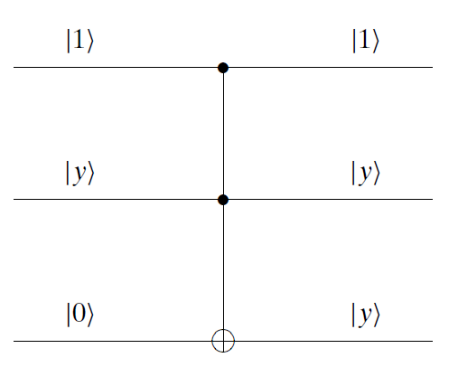 |1⟩ |1⟩
|y⟩ |y⟩
|0⟩ |y⟩